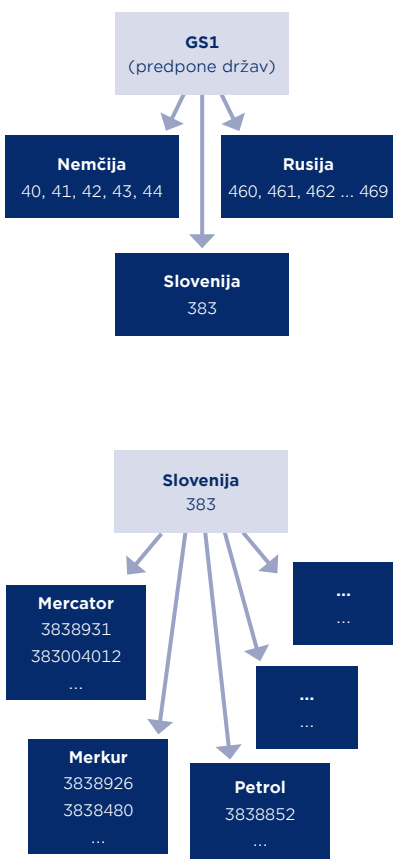 GS1
(predpone držav)
Nemčija
40, 41, 42, 43, 44
Rusija
460, 461, 462 ... 469
Slovenija
383
Slovenija
383
Mercator
3838931
383004012
...
...
...
...
...
Merkur
3838926
3838480
...
Petrol
3838852
...